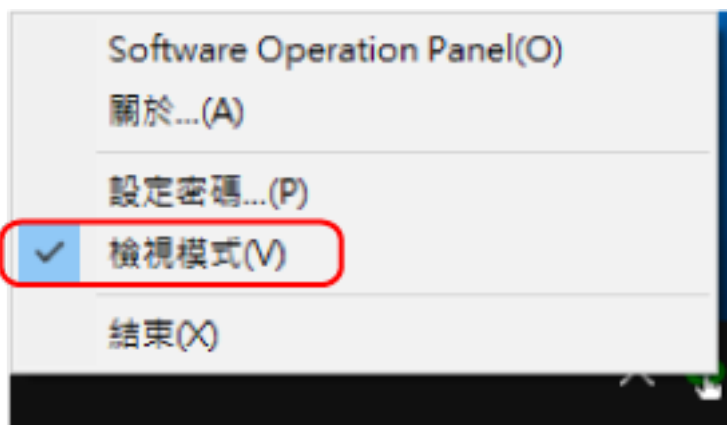 Software Operation Panel(O)
關於...(A)
設定密碼...(P)
檢視模式(V)
結束(X)